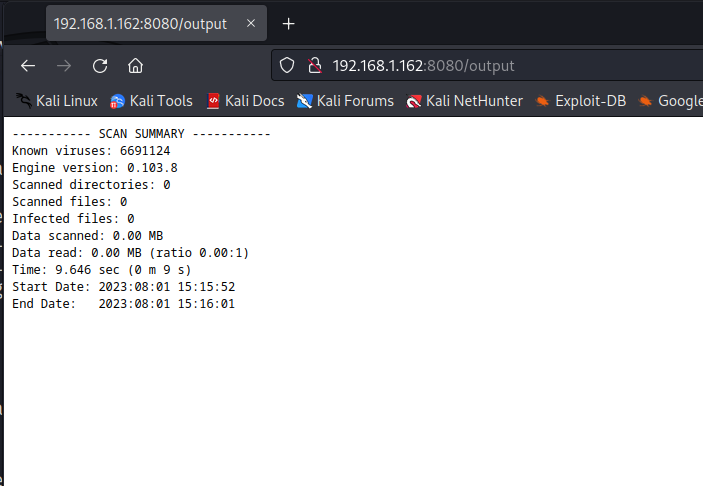 192.168.1.162:8080/output
192.168.1.162:8080/output
Kali Linux Kali Tools Kali Docs Kali Forums Kali NetHunter Exploit-DB Google
----------- SCAN SUMMARY -----------
Known viruses: 6691124
Engine version: 0.103.8
Scanned directories: 0
Scanned files: 0
Infected files: 0
Data scanned: 0.00 MB
Data read: 0.00 MB (ratio 0.00:1)
Time: 9.646 sec (0 m 9 s)
Start Date: 2023:08:01 15:15:52
End Date:   2023:08:01 15:16:01